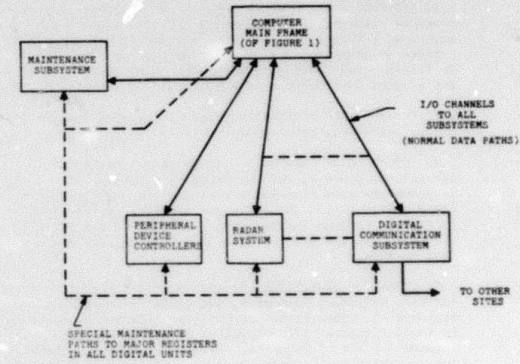 COMPUTER
MAIN FRAME
(OF FIGURE 1)
MAINTENANCE
SUBSYSTEM
I/O CHANNELS
TO ALL
SUBSYSTEMS
(NORMAL DATA PATHS)
PERIPHERAL
DEVICE
CONTROLLERS
RADAR
SYSTEM
DIGITAL
COMMUNICATION
SUBSYSTEM
TO OTHER
SITES
SPECIAL MAINTENANCE
PATHS TO MAJOR REGISTERS
IN ALL DIGITAL UNITS